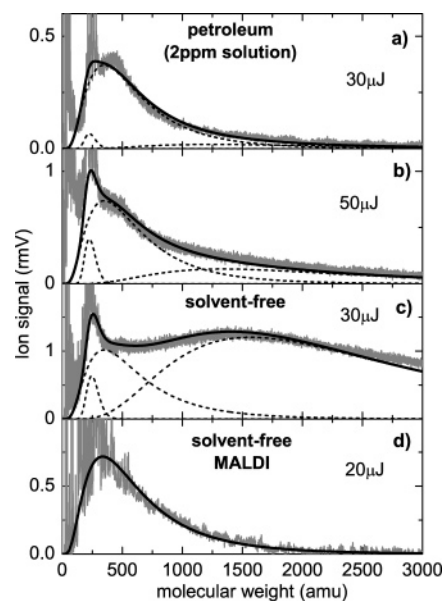 petroleum
(2ppm solution)
a)
30μJ
0.5
0.0
b)
50μJ
1
0
solvent-free
c)
30μJ
1
0
solvent-free
MALDI
d)
20μJ
0.5
0.0
Ion signal (rmV)
0 500 1000 1500 2000 2500 3000
molecular weight (amu)